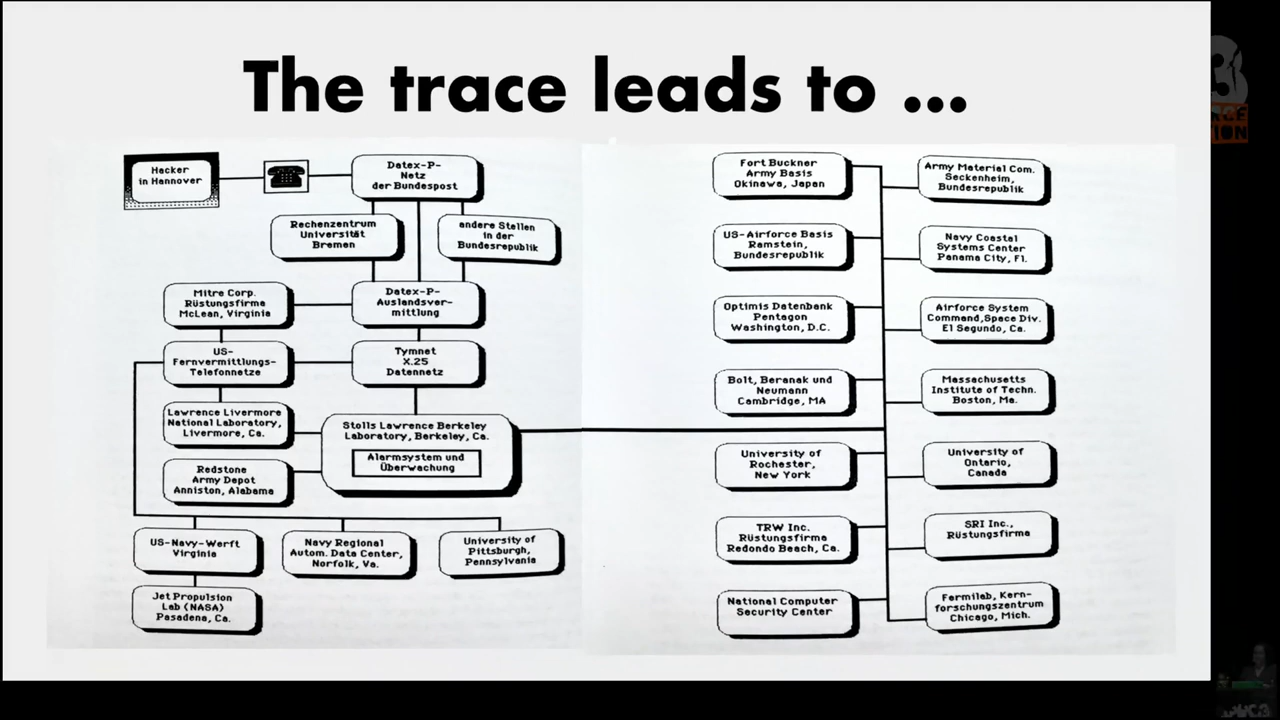 The trace leads to ...
Hacker
in Hannover
Datex-P-
Netz
der Bundespost
Rechenzentrum
Universität
Bremen
andere Stellen
in der
Bundesrepublik
Mitre Corp.
Rüstungsfirma
McLean, Virginia
Datex-P-
Auslandsver-
mittlung
US-
Fernvermittlungs-
Telefonnetze
Tymnet
X.25
Datennetz
Lawrence Livermore
National Laboratory,
Livermore, Ca.
Stolls Lawrence Berkeley
Laboratory, Berkeley, Ca.
Alarmsystem und
Überwachung
Redstone
Army Depot
Anniston, Alabama
US-Navy-Werft
Virginia
Navy Regional
Autom. Data Center,
Norfolk, Va.
University of
Pittsburgh,
Pennsylvania
Jet Propulsion
Lab (NASA)
Pasadena, Ca.
Fort Buckner
Army Basis
Okinawa, Japan
Army Material Com.
Seckenheim,
Bundesrepublik
US-Airforce Basis
Ramstein,
Bundesrepublik
Navy Coastal
Systems Center
Panama City, Fl.
Optimis Datenbank
Pentagon
Washington, D.C.
Airforce System
Command,Space Div.
El Segundo, Ca.
Bolt, Beranak und
Neumann
Cambridge, MA
Massachusetts
Institute of Techn.
Boston, Ma.
University of
Rochester,
New York
University of
Ontario,
Canada
TRW Inc.
Rüstungsfirma
Redondo Beach, Ca.
SRI Inc.,
Rüstungsfirma
National Computer
Security Center
Fermilab, Kern-
forschungszentrum
Chicago, Mich.